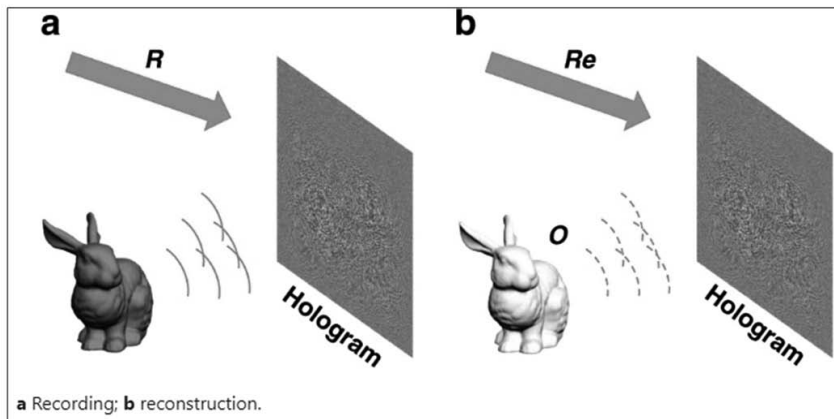 a
R
Hologram
b
Re
O
Hologram
a Recording; b reconstruction.